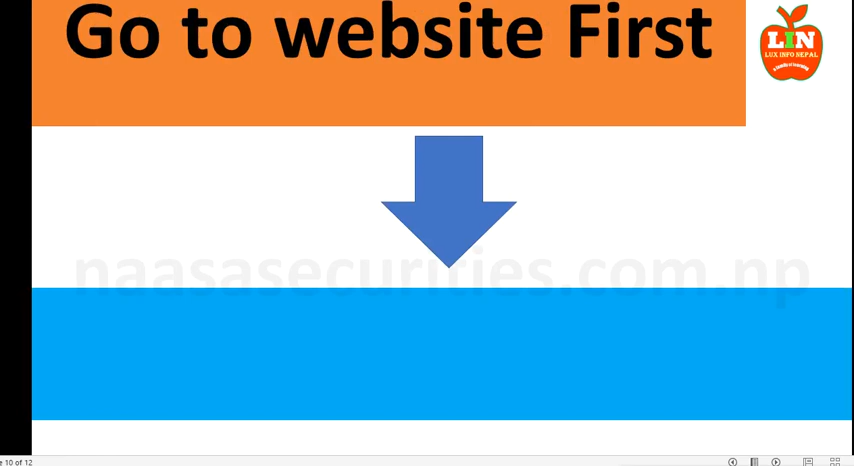 Go to website First
LIN
LUX INFO NEPAL
naasasecurities.com.np
10 of 12